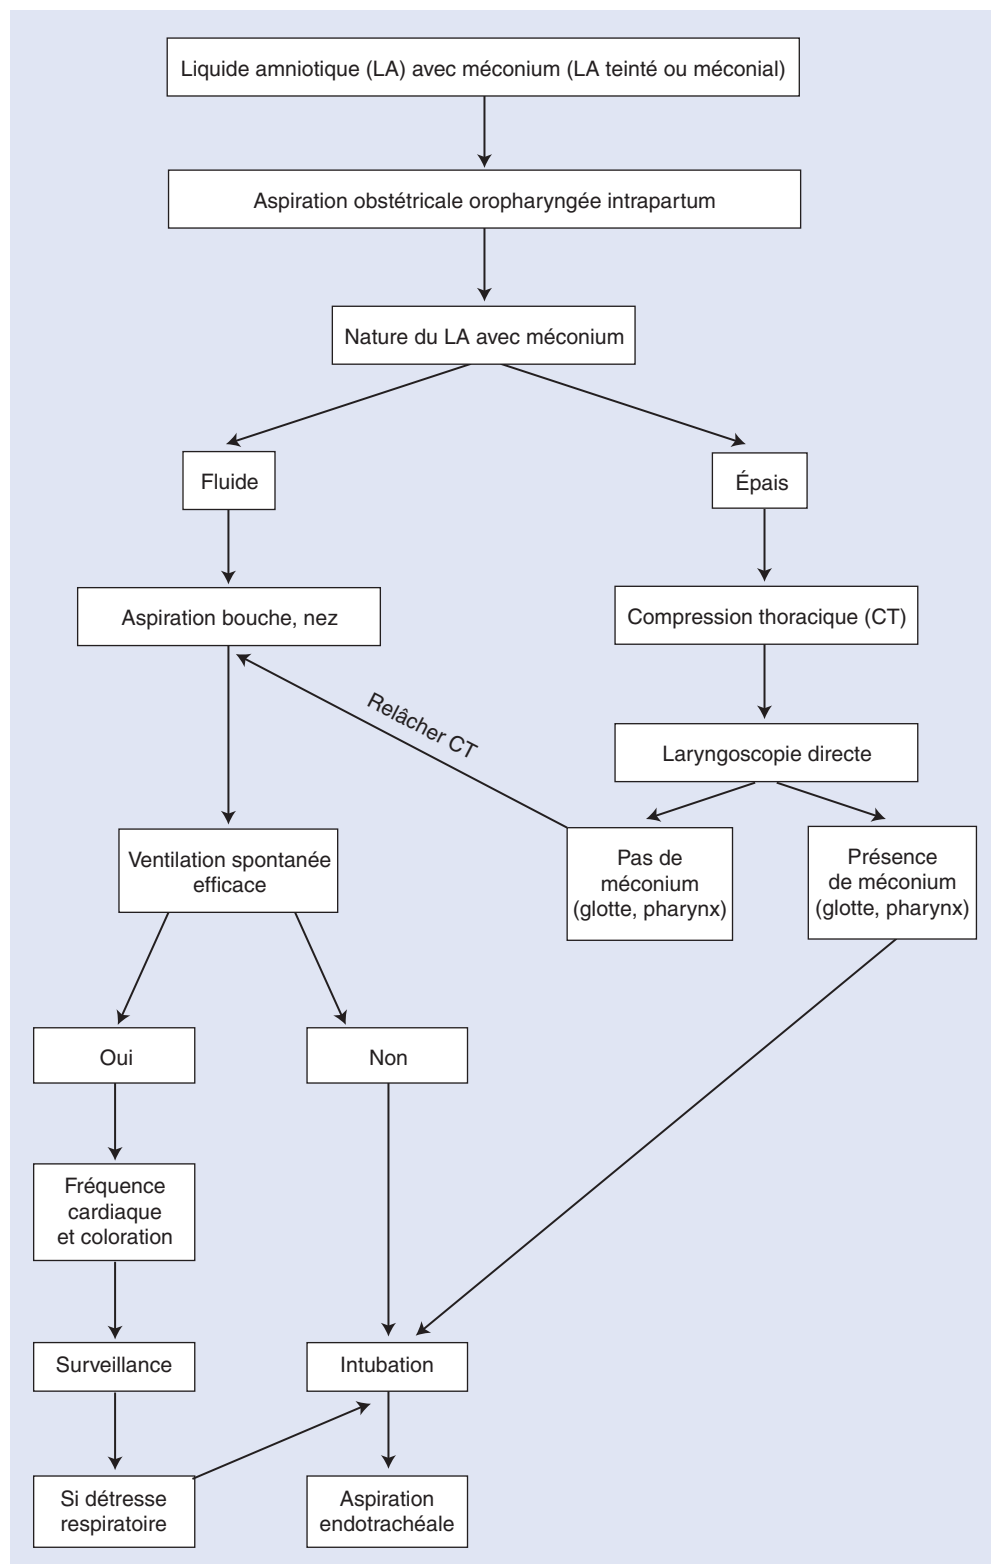 Liquide amniotique (LA) avec méconium (LA teinté ou méconial)
Aspiration obstétricale oropharyngée intrapartum
Nature du LA avec méconium
Fluide
Épais
Aspiration bouche, nez
Compression thoracique (CT)
Relâcher CT
Laryngoscopie directe
Ventilation spontanée
efficace
Pas de
méconium
(glotte, pharynx)
Présence
de méconium
(glotte, pharynx)
Oui
Non
Fréquence
cardiaque
et coloration
Surveillance
Intubation
Si détresse
respiratoire
Aspiration
endotrachéale